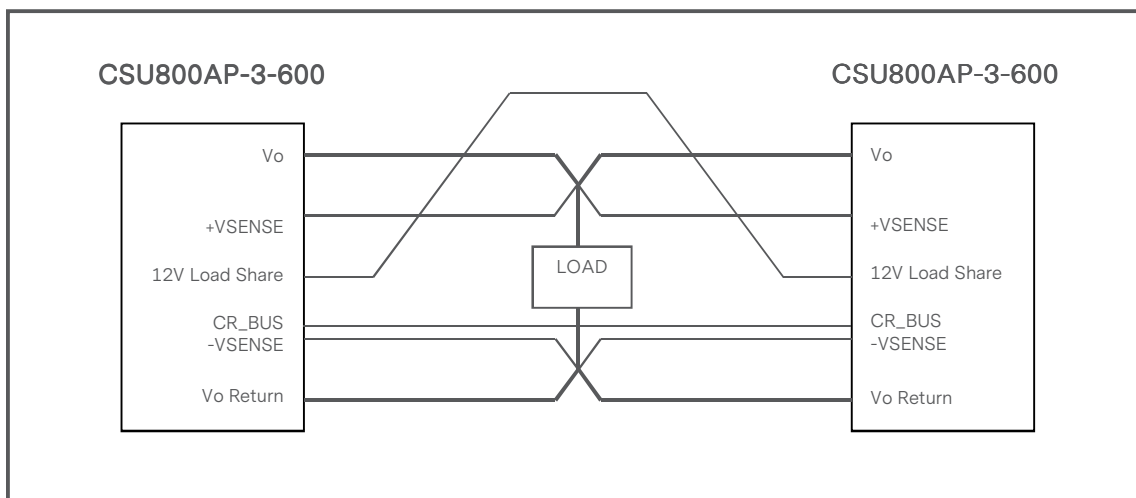 CSU800AP-3-600
CSU800AP-3-600
Vo
+VSENSE
12V Load Share
CR_BUS
-VSENSE
Vo Return
LOAD
Vo
+VSENSE
12V Load Share
CR_BUS
-VSENSE
Vo Return